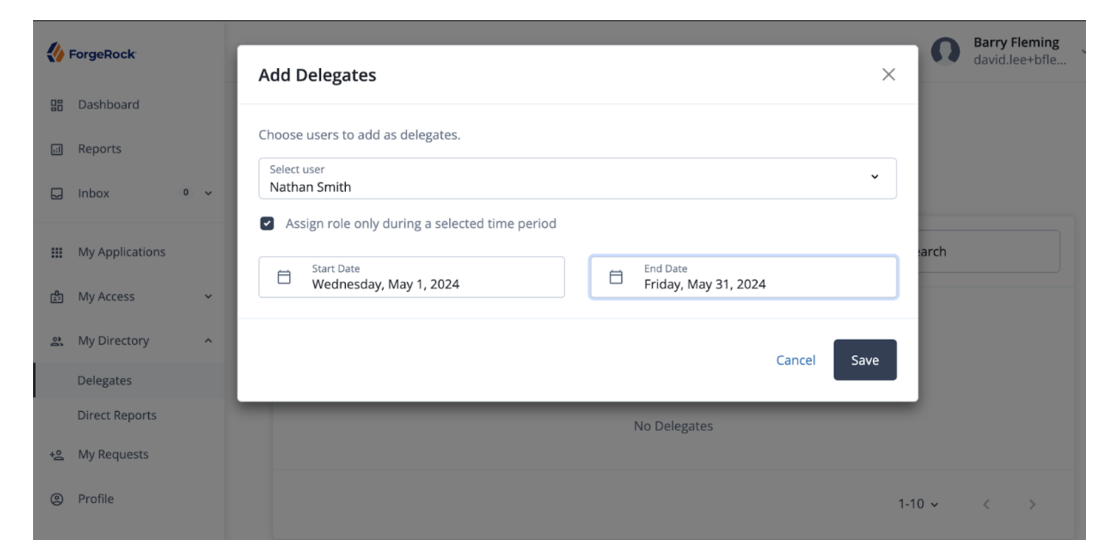 ForgeRock
Barry Fleming
david.lee+bfle...
Dashboard
Reports
Inbox 0
My Applications
My Access
My Directory
Delegates
Direct Reports
My Requests
Profile
Add Delegates
Choose users to add as delegates.
Select user
Nathan Smith
Assign role only during a selected time period
Start Date
Wednesday, May 1, 2024
End Date
Friday, May 31, 2024
Cancel Save
earch
No Delegates
1-10